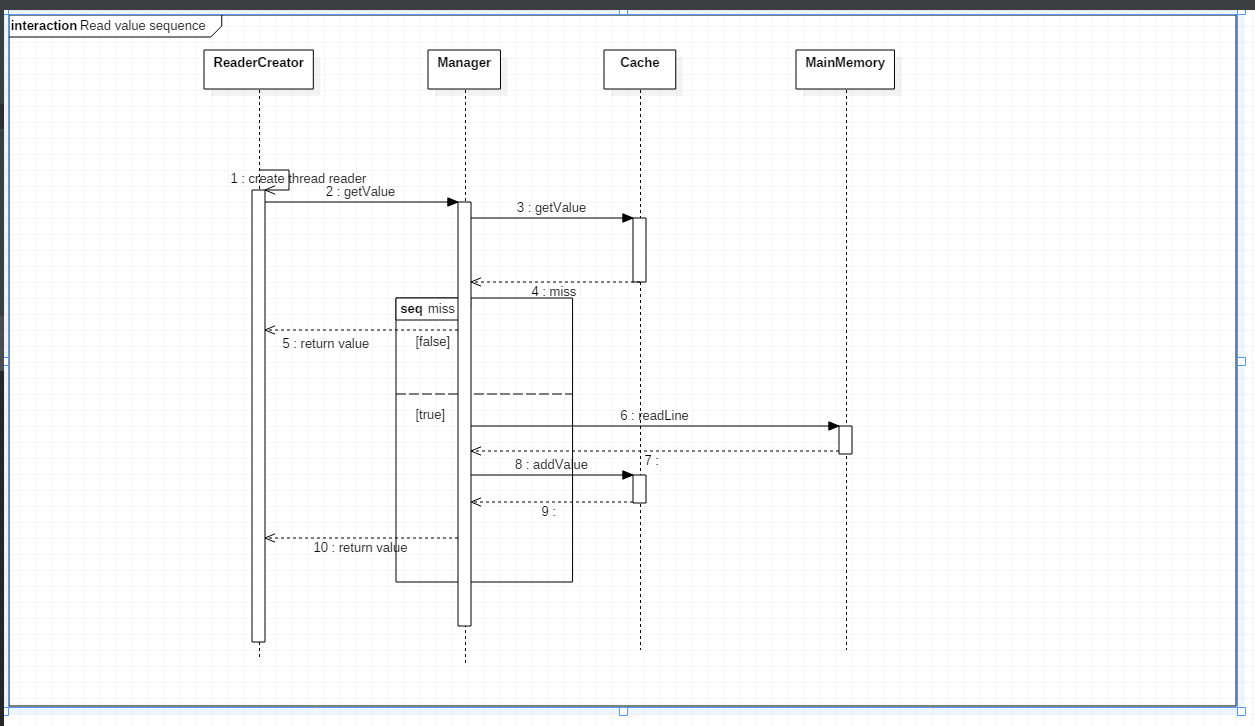 interaction Read value sequence
ReaderCreator
Manager
Cache
MainMemory
1 : create thread reader
2 : getValue
3 : getValue
4 : miss
seq miss
5 : return value
[false]
[true]
6 : readLine
7 :
8 : addValue
9 :
10 : return value